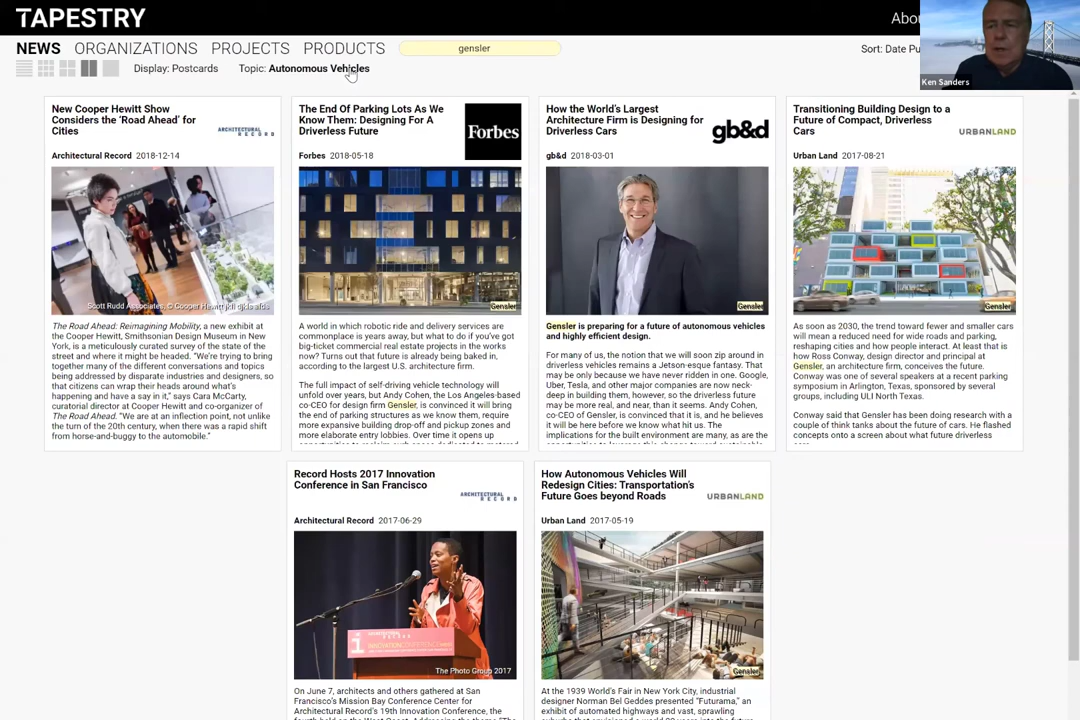 TAPESTRY
Abou
NEWS ORGANIZATIONS PROJECTS PRODUCTS gensler
Sort: Date Pu
Display: Postcards Topic: Autonomous Vehicles
Ken Sanders
New Cooper Hewitt Show
Considers the ‘Road Ahead’ for
Cities
ARCHITECTURAL
RECORD
Architectural Record 2018-12-14
Scott Rudd Associates, © Cooper Hewitt
The Road Ahead: Reimagining Mobility, a new exhibit at
the Cooper Hewitt, Smithsonian Design Museum in New
York, is a meticulously curated survey of the state of the
street and where it might be headed. “We’re trying to bring
together many of the different conversations and topics
being addressed by disparate industries and designers, so
that citizens can wrap their heads around what’s
happening and have a say in it,” says Cara McCarty,
curatorial director at Cooper Hewitt and co-organizer of
The Road Ahead. “We are at an inflection point, not unlike
the turn of the 20th century, when there was a rapid shift
from horse-and-buggy to the automobile.”
The End Of Parking Lots As We
Know Them: Designing For A
Driverless Future
Forbes
Forbes 2018-05-18
Gensler
A world in which robotic ride and delivery services are
commonplace is years away, but what to do if you’ve got
big-ticket commercial real estate projects in the works
now? Turns out that future is already being baked in,
according to the largest U.S. architecture firm.
The full impact of self-driving vehicle technology will
unfold over years, but Andy Cohen, the Los Angeles-based
co-CEO for design firm Gensler, is convinced it will bring
the end of parking structures as we know them, require
more expansive building drop-off and pickup zones and
more elaborate entry lobbies. Over time it opens up
How the World’s Largest
Architecture Firm is Designing for
Driverless Cars
gb&d
gb&d 2018-03-01
Gensler
Gensler is preparing for a future of autonomous vehicles
and highly efficient design.
For many of us, the notion that we will soon zip around in
driverless vehicles remains a Jetson-esque fantasy. That
may be only because we have never ridden in one. Google,
Uber, Tesla, and other major companies are now neck-
deep in building them, however, so the driverless future
may be more real, and near, than it seems. Andy Cohen,
co-CEO of Gensler, is convinced that it is, and he believes
it will be here before we know what hit us. The
implications for the built environment are many, as are the
Transitioning Building Design to a
Future of Compact, Driverless
Cars
URBANLAND
Urban Land 2017-08-21
Gensler
As soon as 2030, the trend toward fewer and smaller cars
will mean a reduced need for wide roads and parking,
reshaping cities and how people interact. At least that is
how Ross Conway, design director and principal at
Gensler, an architecture firm, conceives the future.
Conway was one of several speakers at a recent parking
symposium in Arlington, Texas, sponsored by several
groups, including ULI North Texas.
Conway said that Gensler has been doing research with a
couple of think tanks about the future of cars. He flashed
concepts onto a screen about what future driverless
Record Hosts 2017 Innovation
Conference in San Francisco
ARCHITECTURAL
RECORD
Architectural Record 2017-06-29
ARCHITECTURAL
RECORD
INNOVATION CONFERENCE
The Photo Group 2017
On June 7, architects and others gathered at San
Francisco’s Mission Bay Conference Center for
Architectural Record’s 19th Innovation Conference, the
How Autonomous Vehicles Will
Redesign Cities: Transportation’s
Future Goes beyond Roads
URBANLAND
Urban Land 2017-05-19
Gensler
At the 1939 World’s Fair in New York City, industrial
designer Norman Bel Geddes presented “Futurama,” an
exhibit of automated highways and vast, sprawling